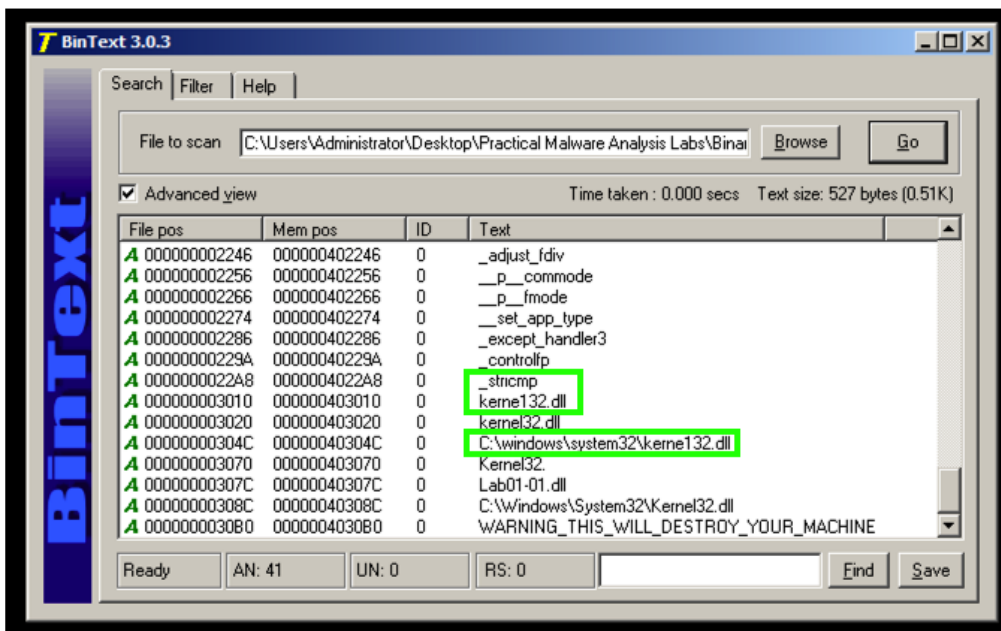 BinText 3.0.3
Search Filter Help
File to scan C:\Users\Administrator\Desktop\Practical Malware Analysis Labs\Binai Browse Go
Advanced view Time taken : 0.000 secs Text size: 527 bytes (0.51K)
File pos Mem pos ID Text
A 000000002246 000000402246 0 _adjust_fdiv
A 000000002256 000000402256 0 __p__commode
A 000000002266 000000402266 0 __p__fmode
A 000000002274 000000402274 0 __set_app_type
A 000000002286 000000402286 0 _except_handler3
A 00000000229A 00000040229A 0 _controlfp
A 0000000022A8 0000004022A8 0 _stricmp
A 000000003010 000000403010 0 kerne132.dll
A 000000003020 000000403020 0 kernel32.dll
A 00000000304C 00000040304C 0 C:\windows\system32\kerne132.dll
A 000000003070 000000403070 0 Kernel32.
A 00000000307C 00000040307C 0 Lab01-01.dll
A 00000000308C 00000040308C 0 C:\Windows\System32\Kernel32.dll
A 0000000030B0 0000004030B0 0 WARNING_THIS_WILL_DESTROY_YOUR_MACHINE
Ready AN: 41 UN: 0 RS: 0 Find Save
BinText